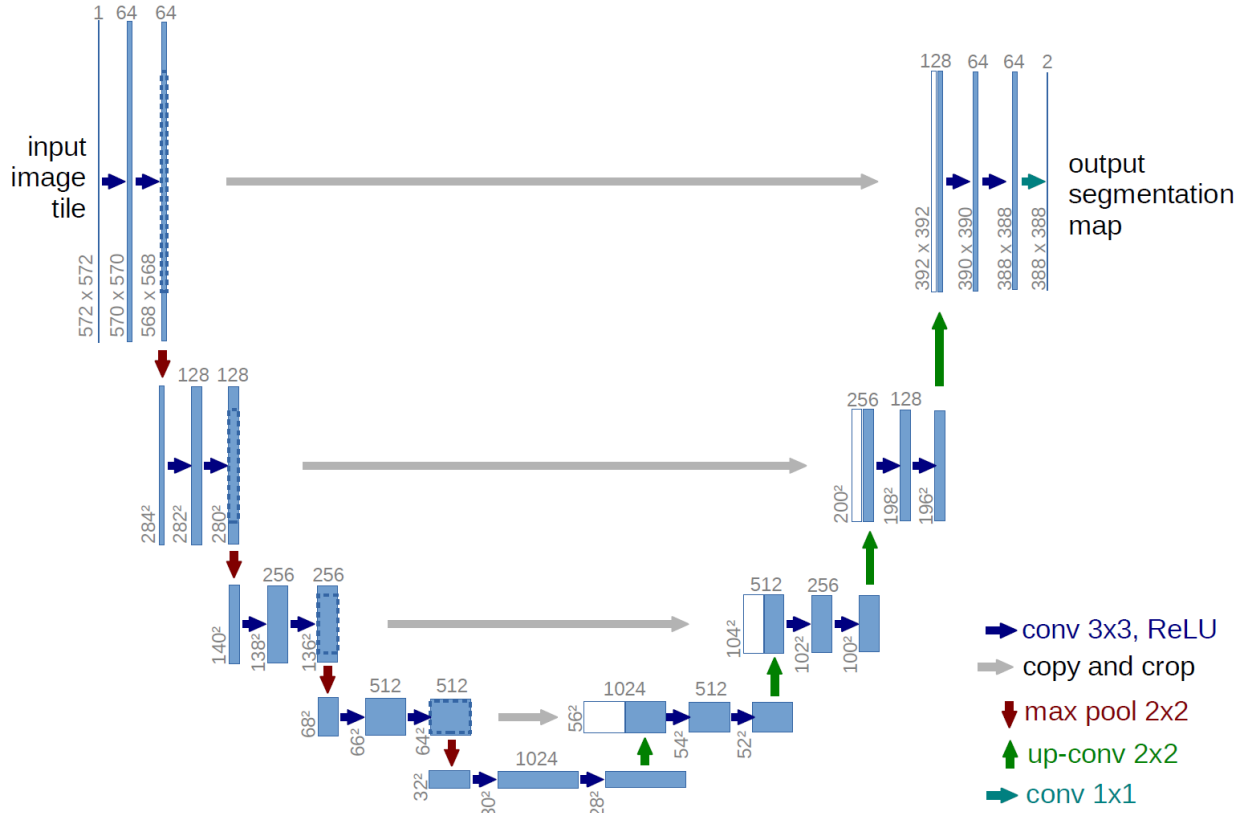 1 64 64
input
image
tile
572 x 572
570 x 570
568 x 568
128 64 64 2
output
segmentation
map
392 x 392
390 x 390
388 x 388
388 x 388
128 128
284²
282²
280²
256 128
200²
198²
196²
256 256
140²
138²
136²
512 256
104²
102²
100²
512 512
68²
66²
64²
1024 512
56²
54²
52²
1024
32²
30²
28²
conv 3x3, ReLU
copy and crop
max pool 2x2
up-conv 2x2
conv 1x1